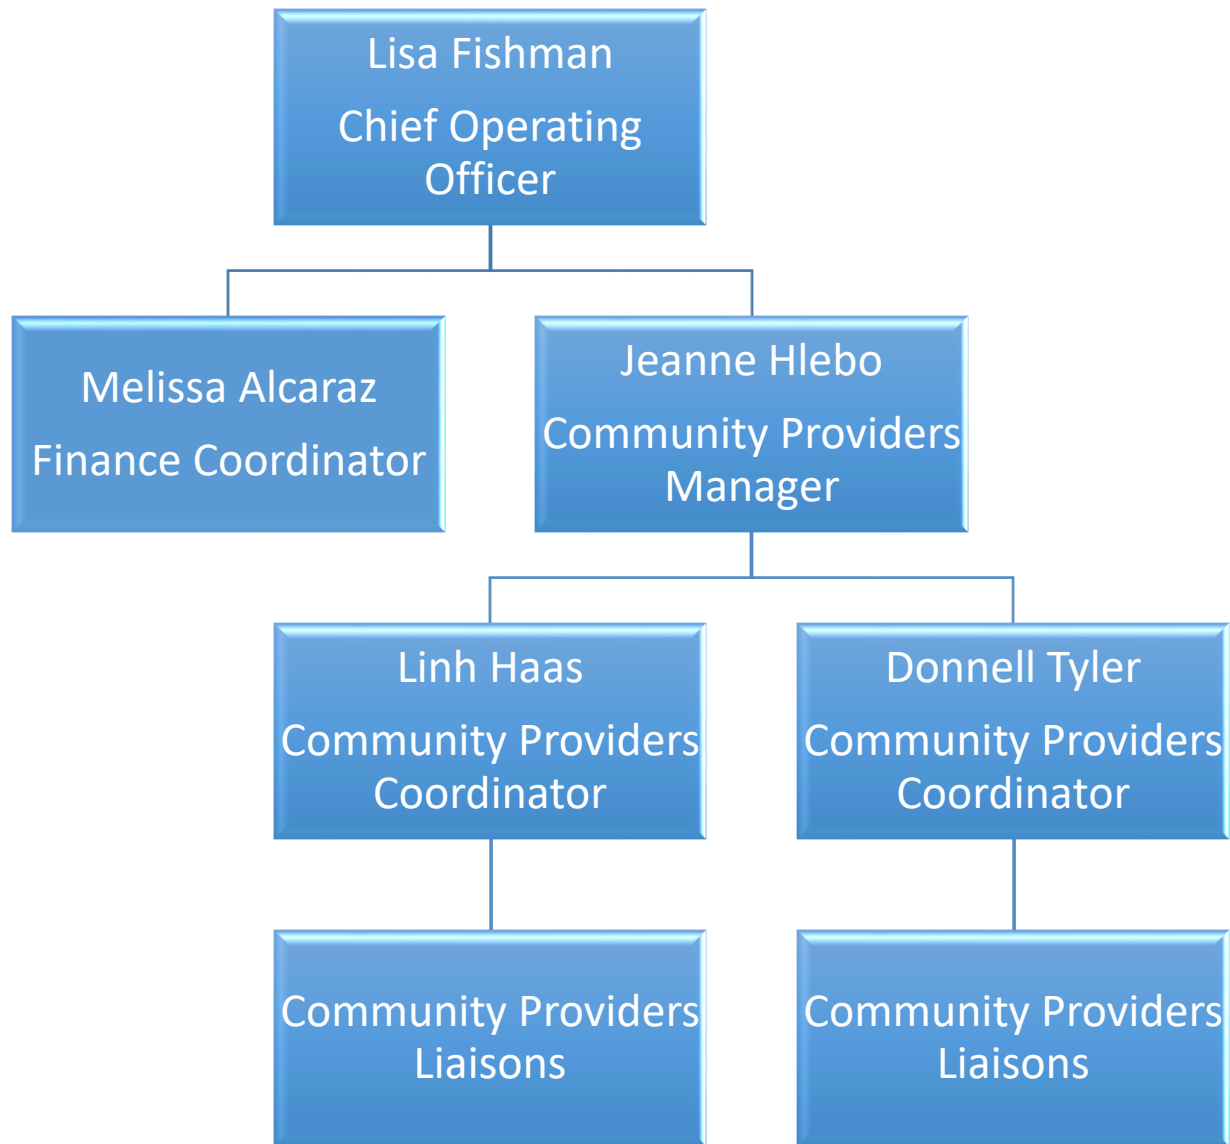 Lisa Fishman
Chief Operating
Officer
Melissa Alcaraz
Finance Coordinator
Jeanne Hlebo
Community Providers
Manager
Linh Haas
Community Providers
Coordinator
Donnell Tyler
Community Providers
Coordinator
Community Providers
Liaisons
Community Providers
Liaisons